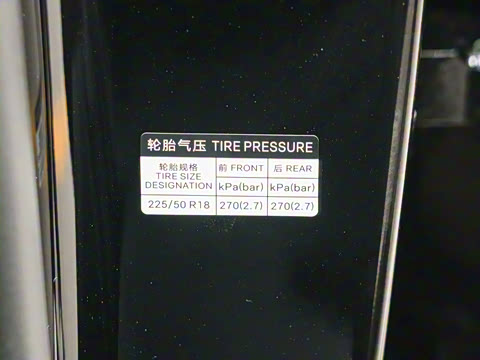 轮胎气压 TIRE PRESSURE
轮胎规格 前 FRONT 后 REAR
TIRE SIZE
DESIGNATION kPa(bar) kPa(bar)
225/50 R18 270(2.7) 270(2.7)